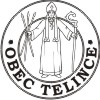 • OBEC TELINCE •